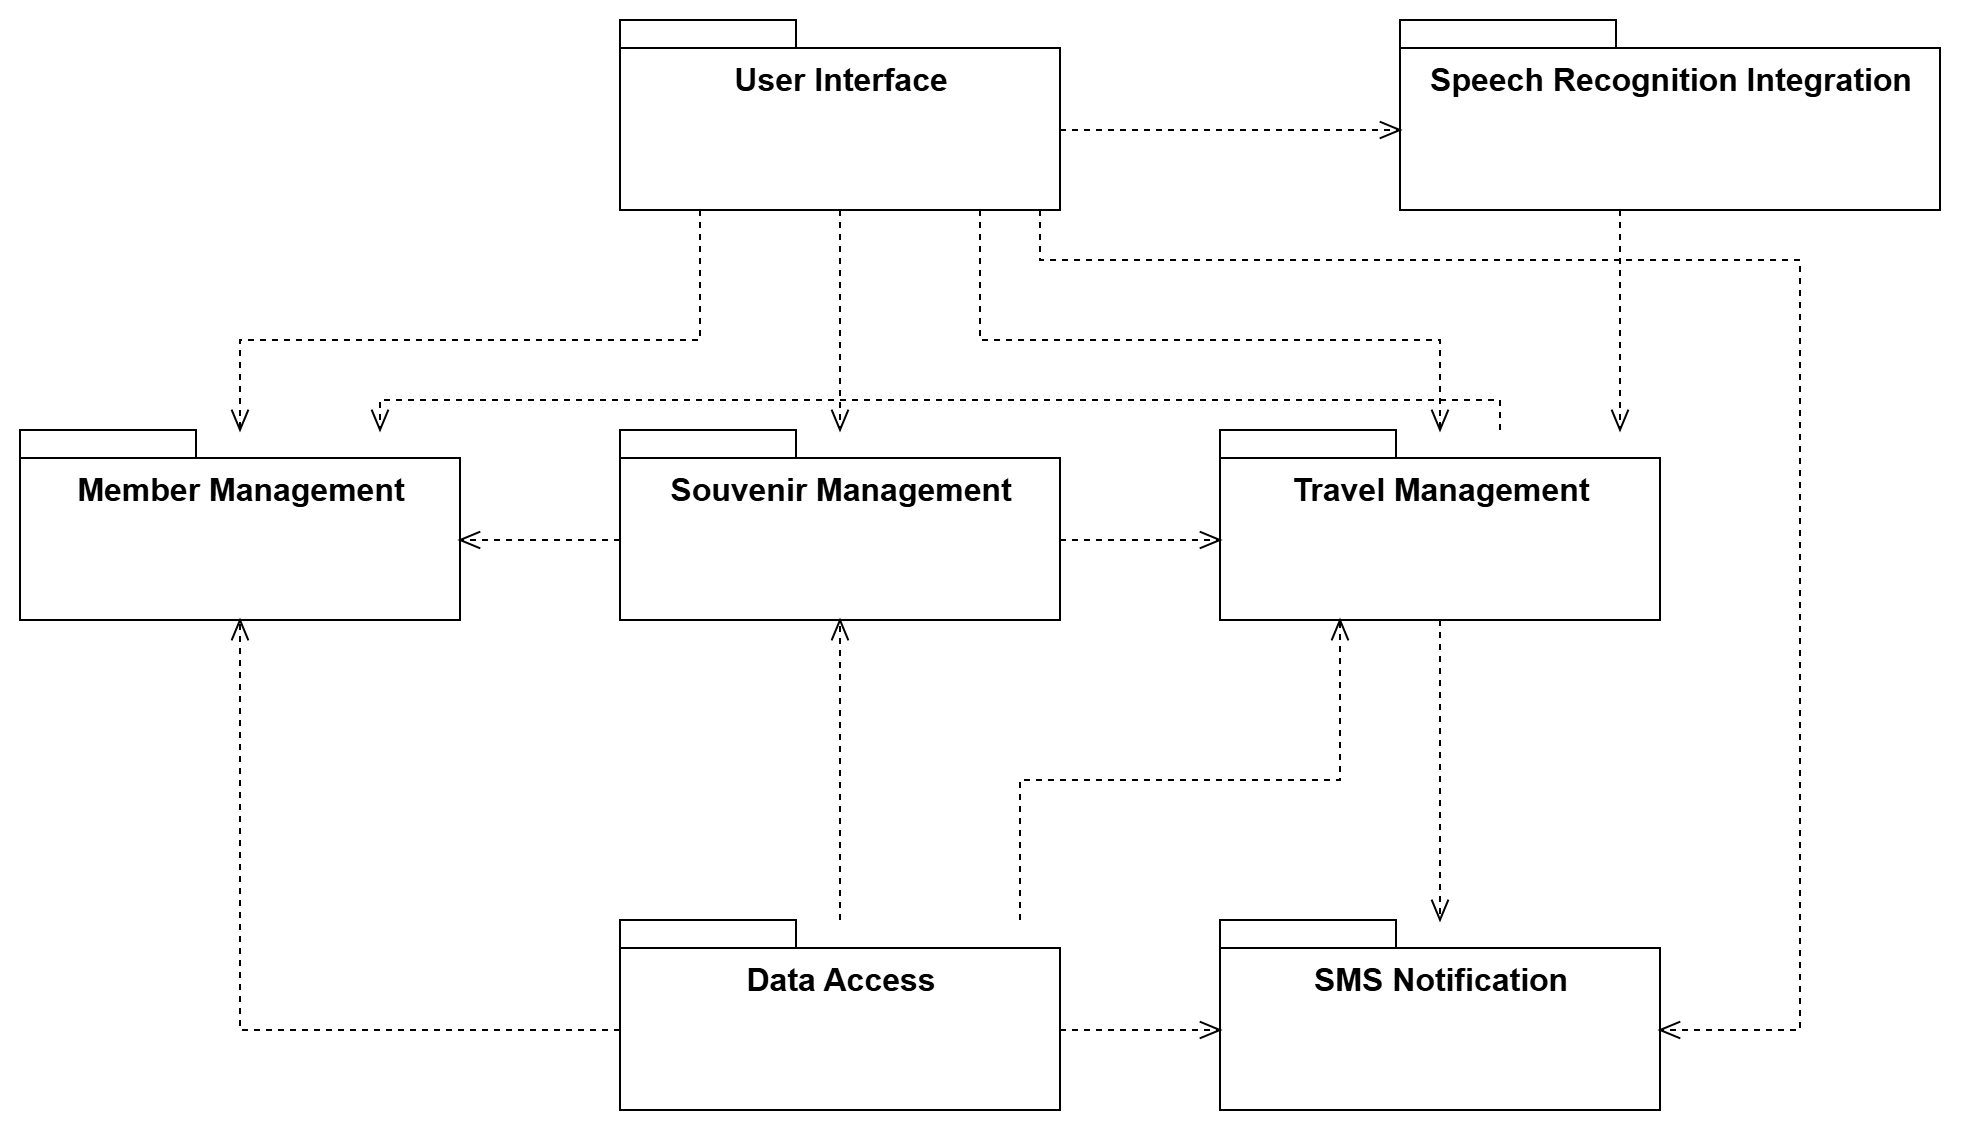 User Interface
Speech Recognition Integration
Member Management
Souvenir Management
Travel Management
Data Access
SMS Notification